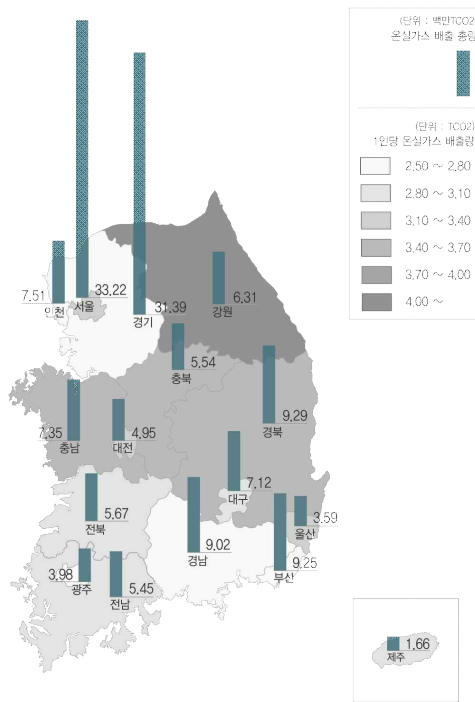 (단위 : 백만TCO2
온실가스 배출 총량
(단위 : TCO2)
1인당 온실가스 배출량
2.50 ~ 2.80
2.80 ~ 3.10
3.10 ~ 3.40
3.40 ~ 3.70
3.70 ~ 4.00
4.00 ~
7.51
인천
33.22
서울
31.39
경기
6.31
강원
5.54
충북
9.29
경북
7.35
충남
4.95
대전
7.12
대구
3.59
울산
5.67
전북
9.02
경남
9.25
부산
3.98
광주
5.45
전남
1.66
제주